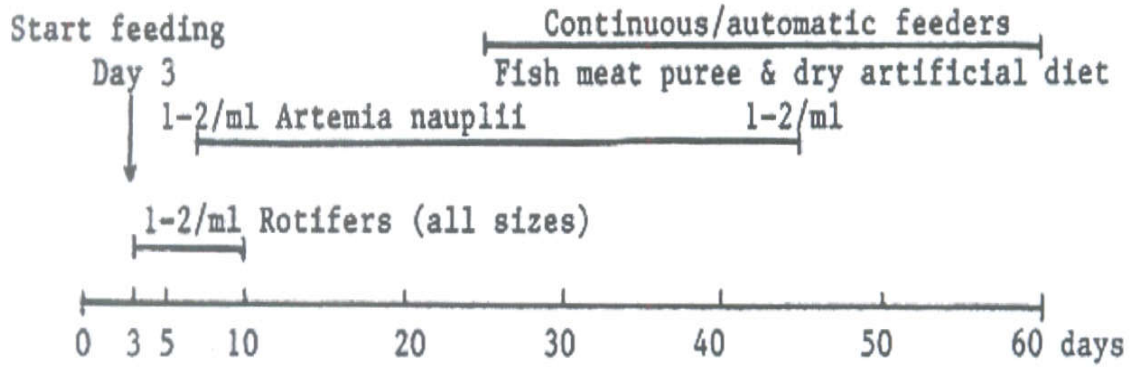 Start feeding
Day 3
Continuous/automatic feeders
Fish meat puree & dry artificial diet
1-2/ml Artemia nauplii 1-2/ml
1-2/ml Rotifers (all sizes)
0 3 5 10 20 30 40 50 60 days